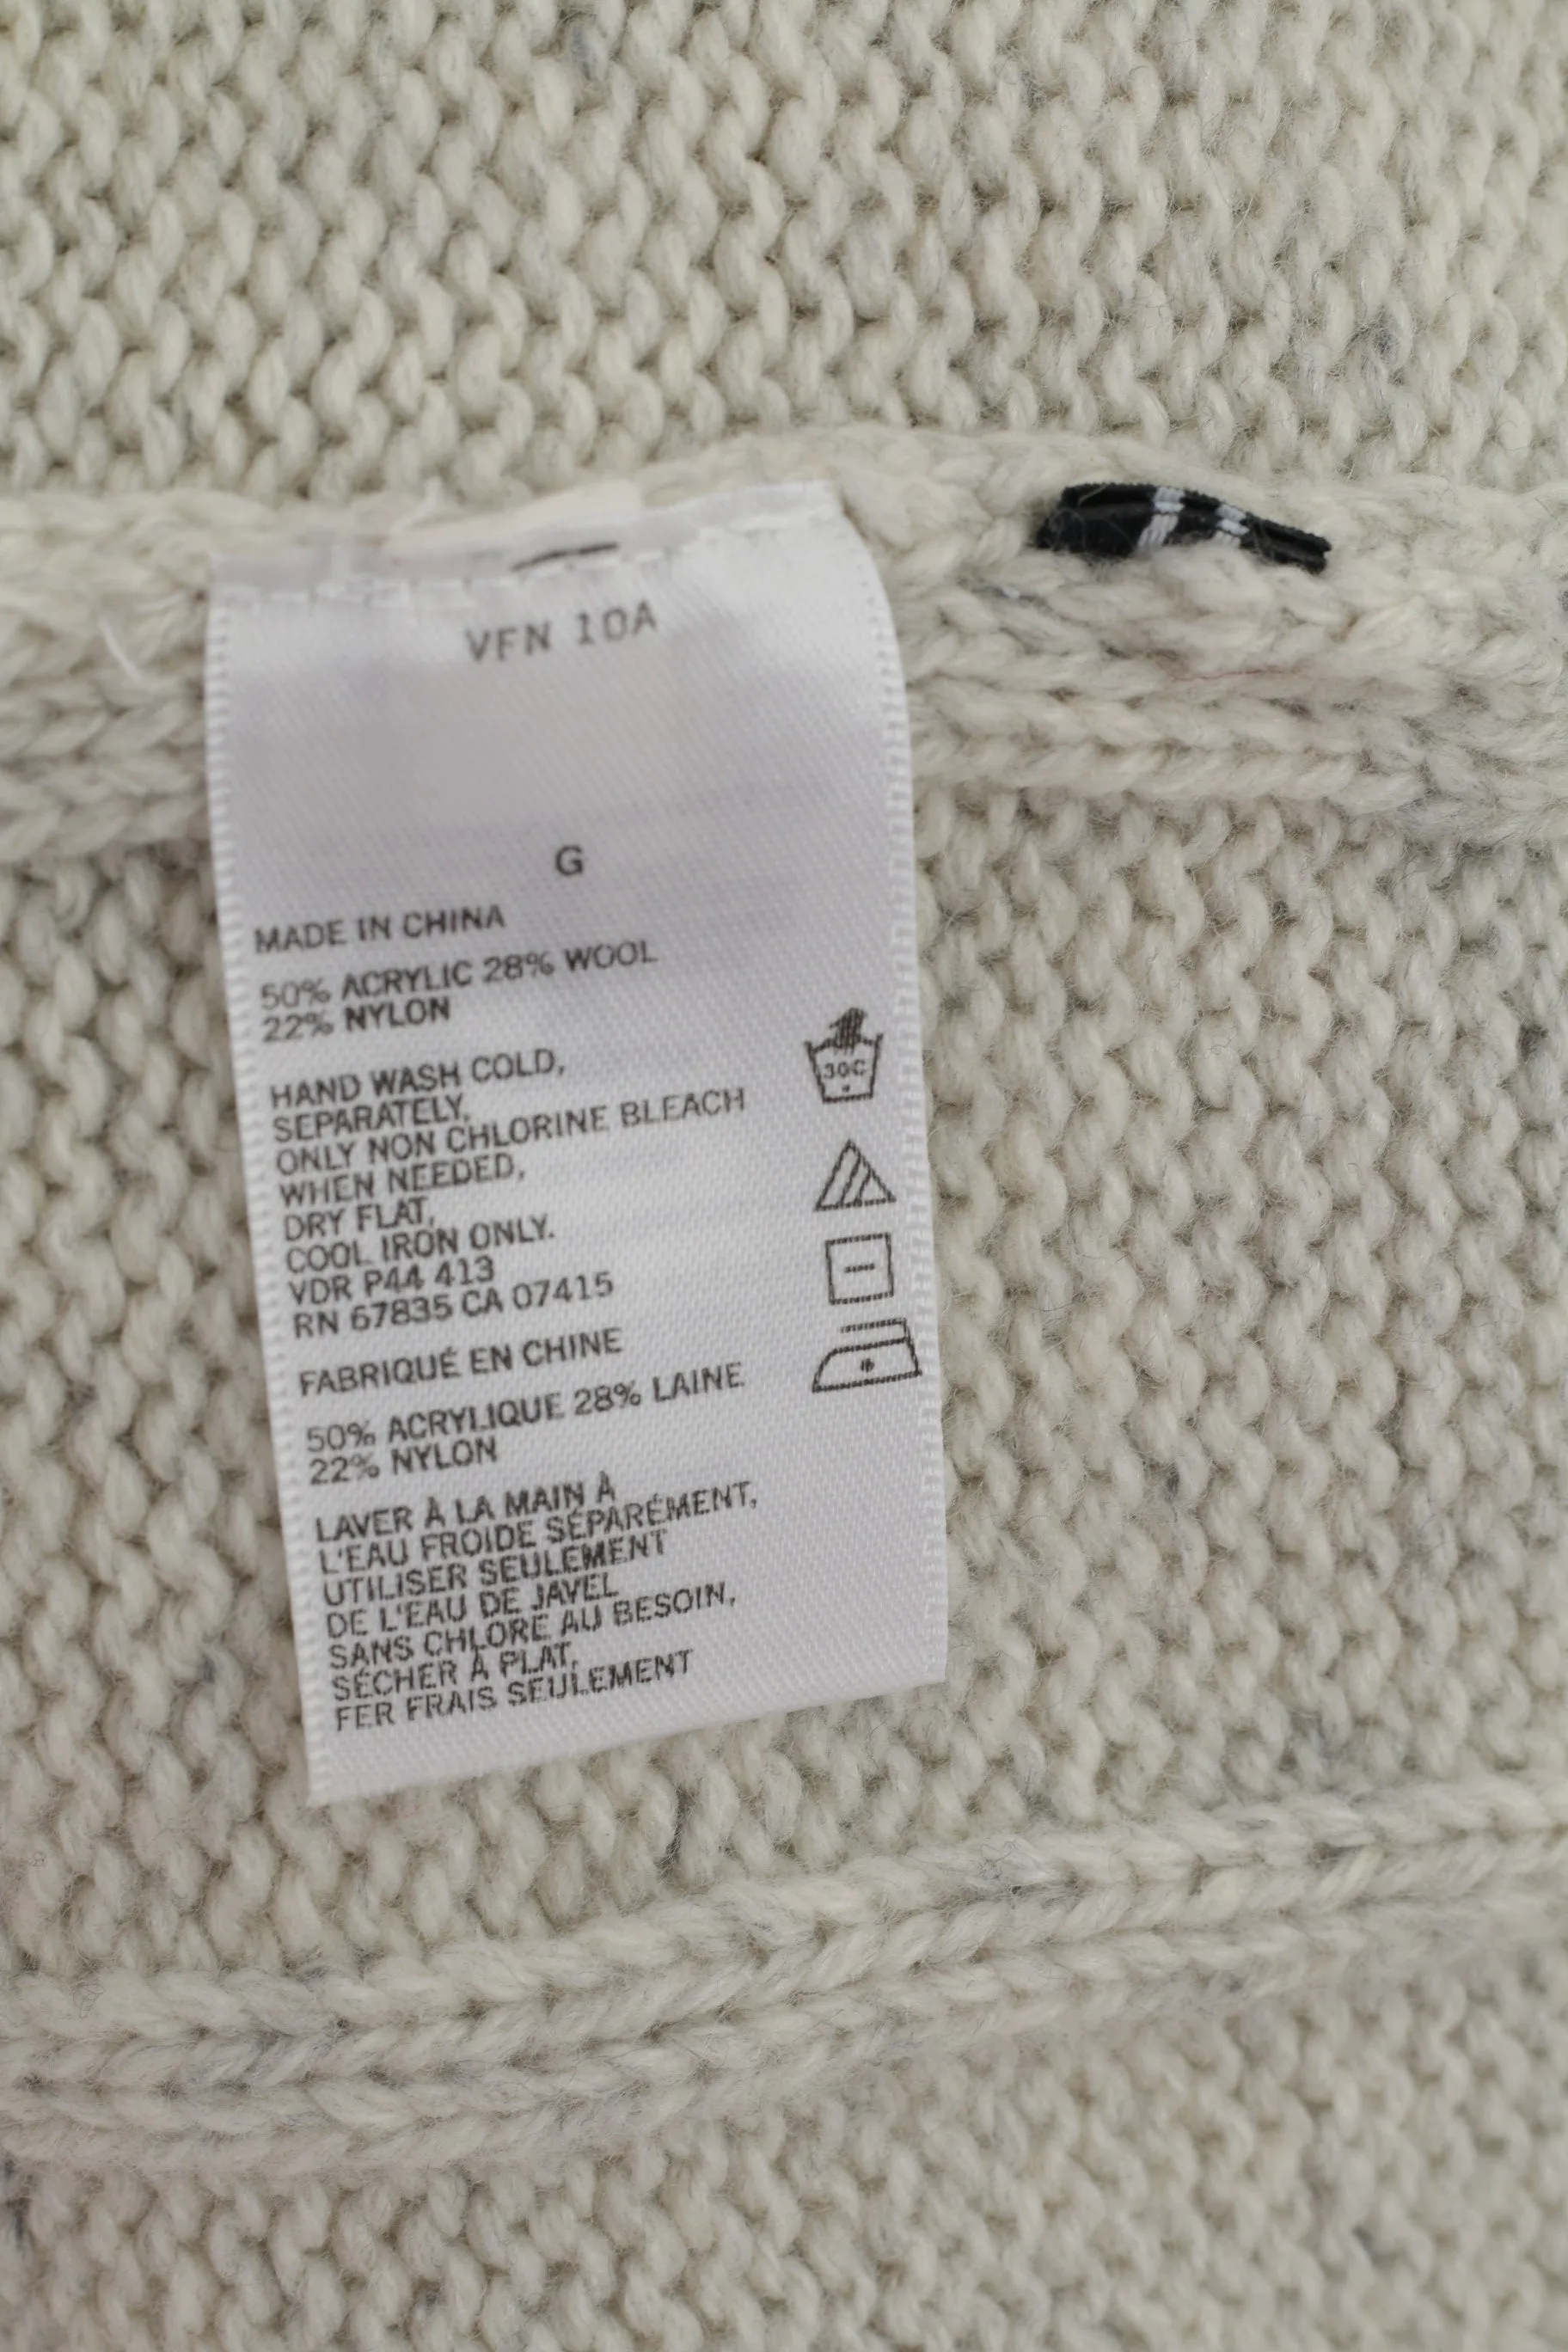 VFN 10A
G
MADE IN CHINA
50% ACRYLIC 28% WOOL
22% NYLON
HAND WASH COLD,
SEPARATELY,
ONLY NON CHLORINE BLEACH
WHEN NEEDED,
DRY FLAT,
COOL IRON ONLY.
VDR P44 413
RN 67835 CA 07415
FABRIQUÉ EN CHINE
50% ACRYLIQUE 28% LAINE
22% NYLON
LAVER À LA MAIN À
L'EAU FROIDE SÉPARÉMENT,
UTILISER SEULEMENT
DE L'EAU DE JAVEL
SANS CHLORE AU BESOIN,
SÉCHER À PLAT,
FER FRAIS SEULEMENT
30C